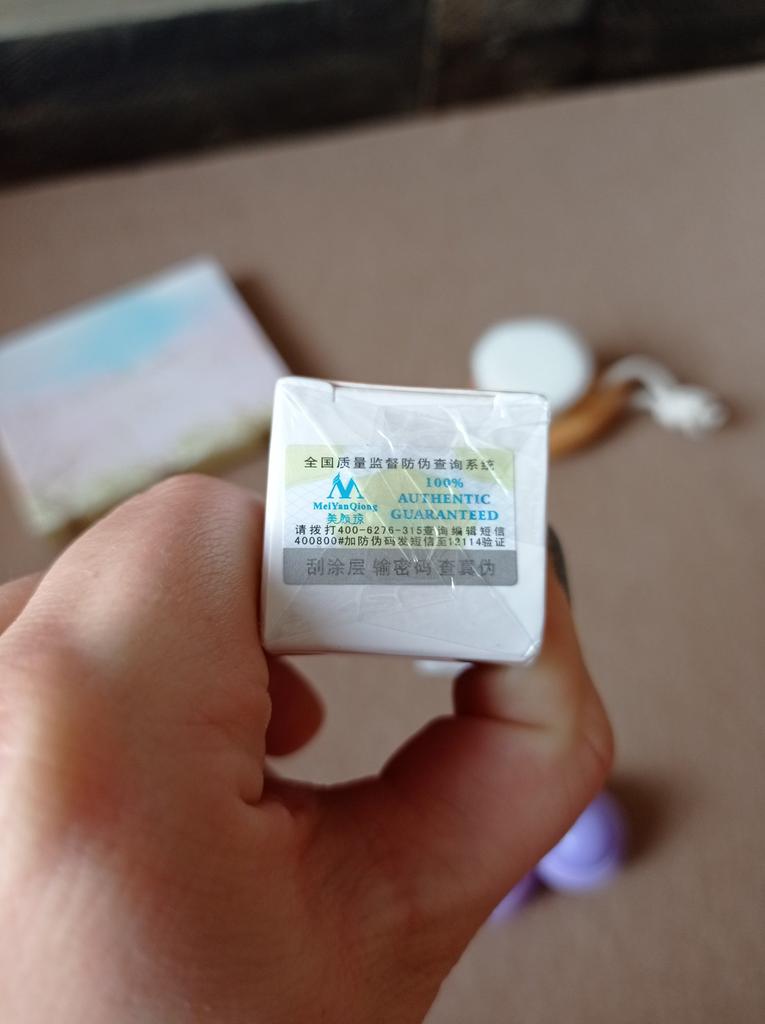 全国质量监督防伪查询系统
MeiYanQiong
美颜琼
100%
AUTHENTIC
GUARANTEED
请拨打400-6276-315查询编辑短信
400800#加防伪码发短信至12114验证
刮涂层 输密码 查真伪